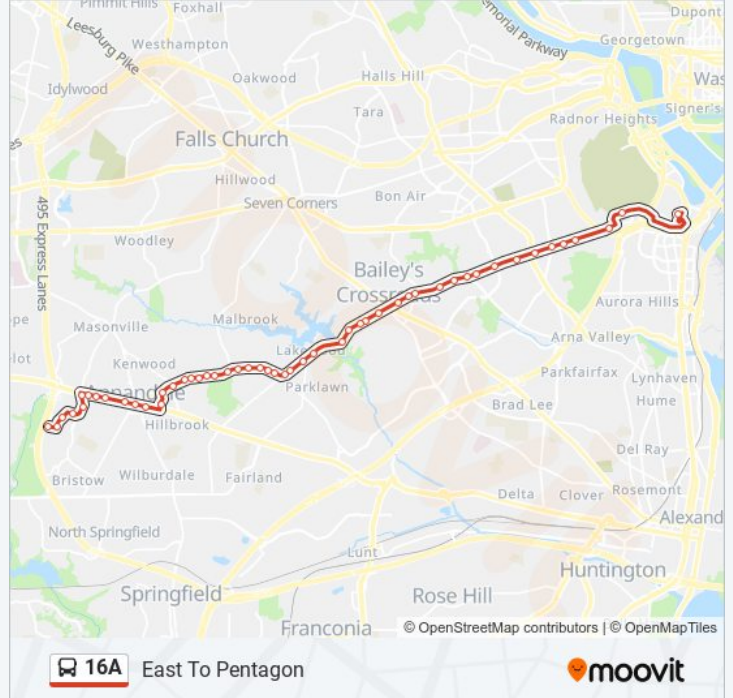 Pimmit Hills
Foxhall
Dupont
Leesburg Pike
Westhampton
emorial Parkway
Georgetown
Idylwood
Oakwood
Halls Hill
Was
Tara
Signer's
Radnor Heights
Falls Church
Hillwood
Bon Air
Seven Corners
495 Express Lanes
Woodley
Bailey's
Crossroads
Aurora Hills
Malbrook
Masonville
Arna Valley
Kenwood
Parklawn
Parkfairfax
Lynhaven
Hume
Annandale
Brad Lee
Hillbrook
Del Ray
Bristow
Wilburdale
Fairland
Delta
Clover
Rosemont
Alexand
North Springfield
Lunt
Huntington
Springfield
Rose Hill
Franconia
© OpenStreetMap contributors | © OpenMapTiles
16A
East To Pentagon
moovit